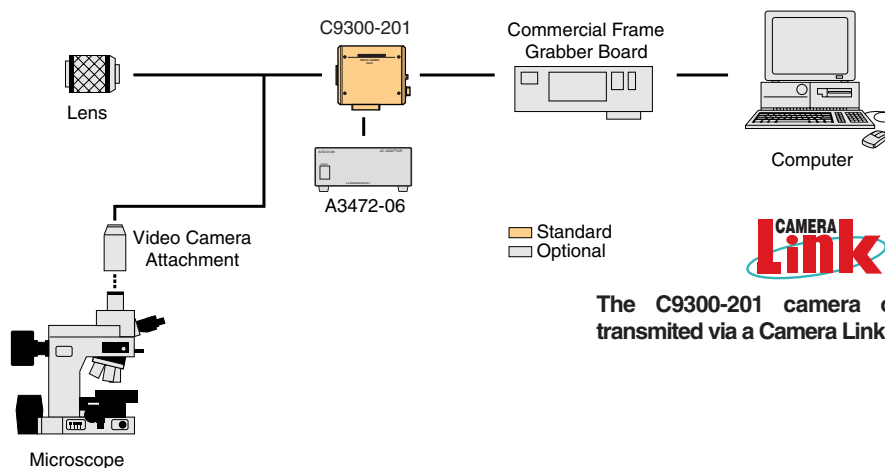 C9300-201
Commercial Frame
Grabber Board
Lens
Computer
A3472-06
Video Camera
Attachment
Standard
Optional
CAMERA
Link
The C9300-201 camera
transmited via a Camera Link
Microscope